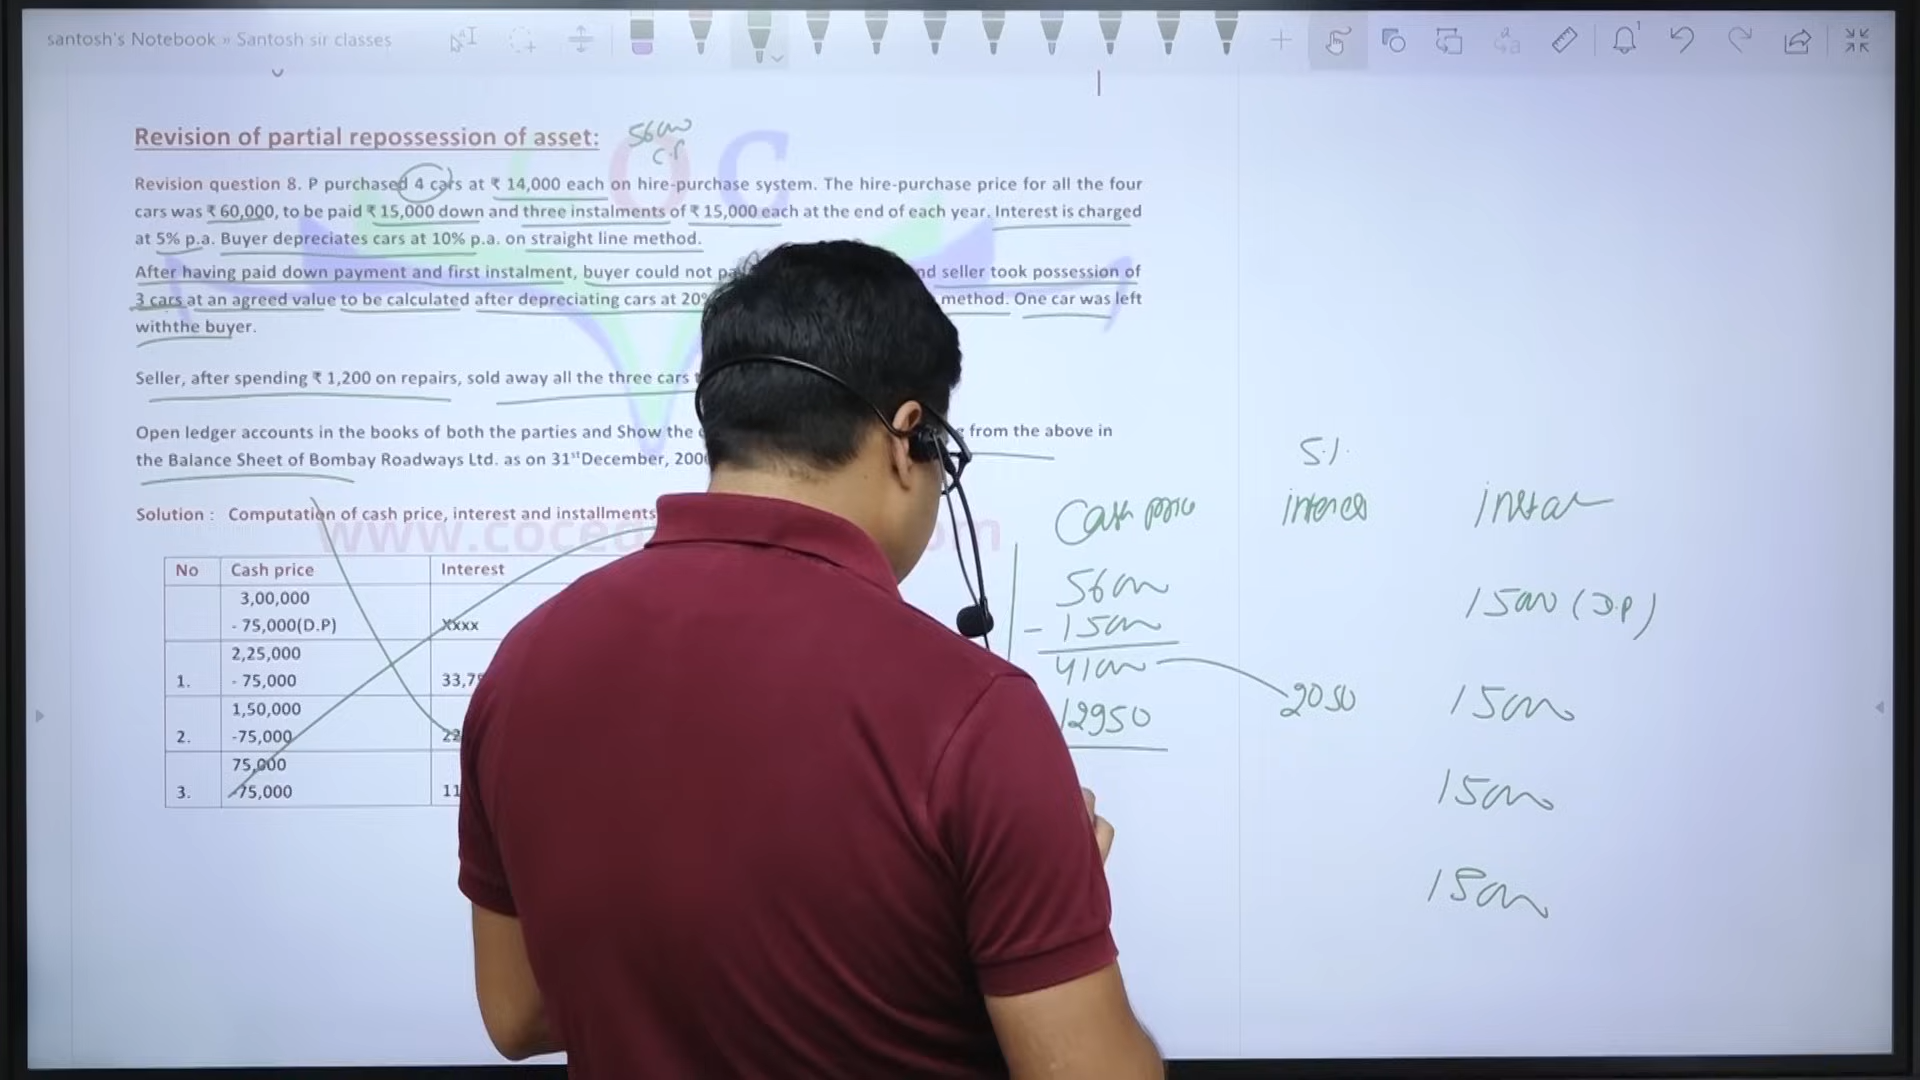 santosh's Notebook » Santosh sir classes
Revision of partial repossession of asset:
56000
C.P
Revision question 8. P purchased 4 cars at ₹ 14,000 each on hire-purchase system. The hire-purchase price for all the four
cars was ₹ 60,000, to be paid ₹ 15,000 down and three instalments of ₹ 15,000 each at the end of each year. Interest is charged
at 5% p.a. Buyer depreciates cars at 10% p.a. on straight line method.
After having paid down payment and first instalment, buyer could not nd seller took possession of
3 cars at an agreed value to be calculated after depreciating cars at 20% method. One car was left
withthe buyer.
Seller, after spending ₹ 1,200 on repairs, sold away all the three cars
Open ledger accounts in the books of both the parties and Show the from the above in
the Balance Sheet of Bombay Roadways Ltd. as on 31st December, 200
Solution : Computation of cash price, interest and installments
No Cash price Interest
3,00,000
- 75,000(D.P) Xxxx
2,25,000
1. - 75,000 33,75
1,50,000
2. -75,000 22
75,000
3. -75,000 11
5%
Cash price interest instal
56000
- 15000
15000 (D.P)
41000
2050 15000
12950
15000
15000